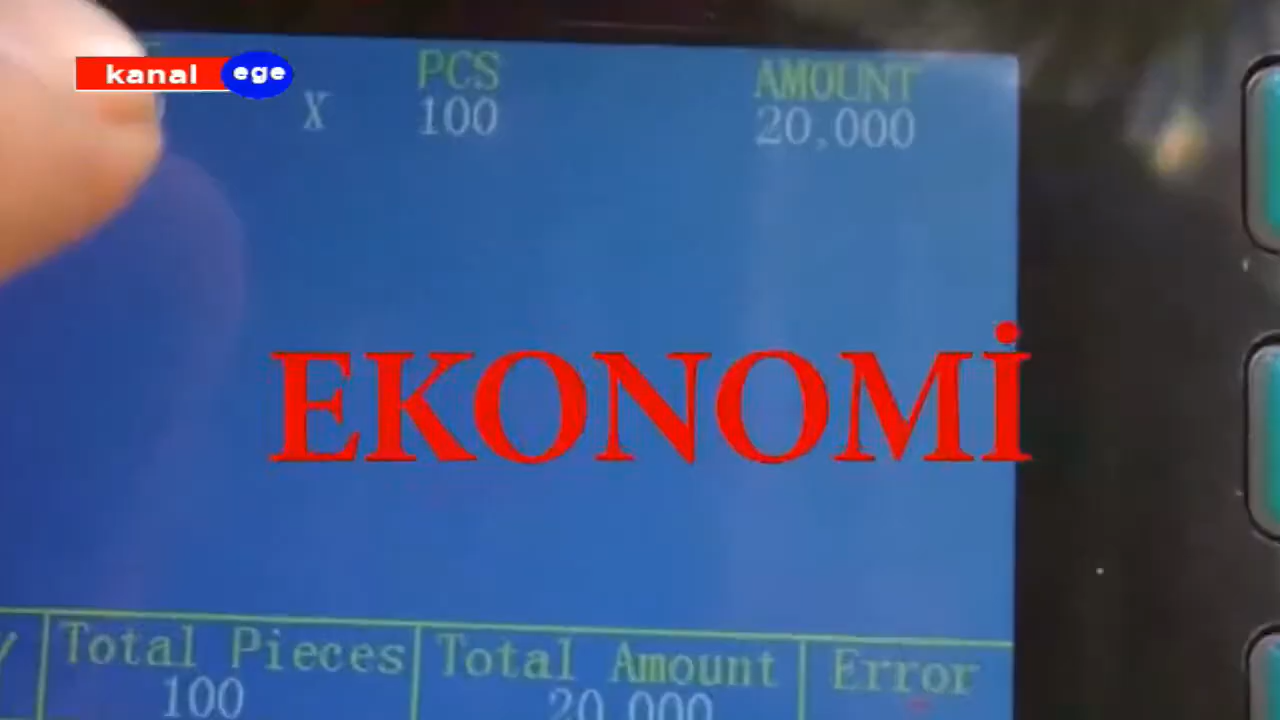 kanal ege
PCS AMOUNT
X 100 20,000
EKONOMİ
Total Pieces Total Amount Error
100 20,000